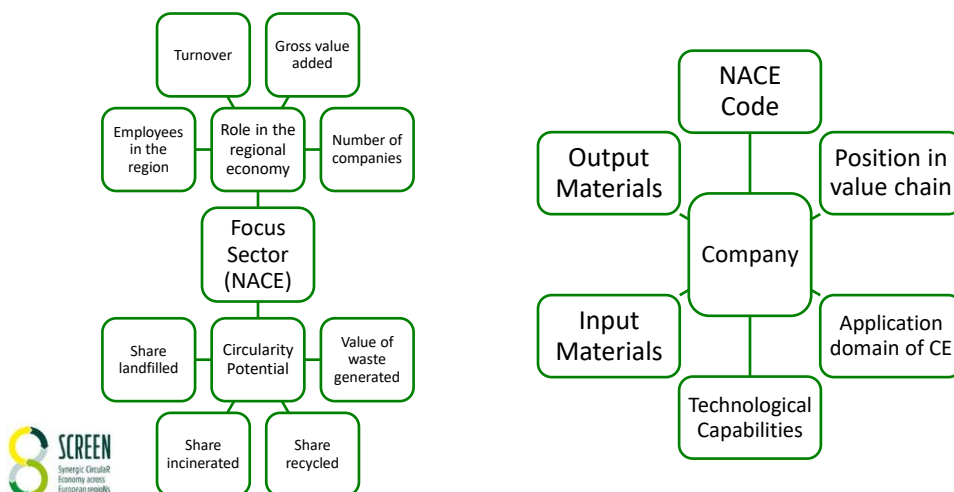 Turnover
Gross value
added
Employees
in the
region
Role in the
regional
economy
Number of
companies
Focus
Sector
(NACE)
Share
landfilled
Circularity
Potential
Value of
waste
generated
Share
incinerated
Share
recycled
NACE
Code
Output
Materials
Position in
value chain
Company
Input
Materials
Application
domain of CE
Technological
Capabilities
SCREEN
Synergic CirculaR
Economy across
European regioNs